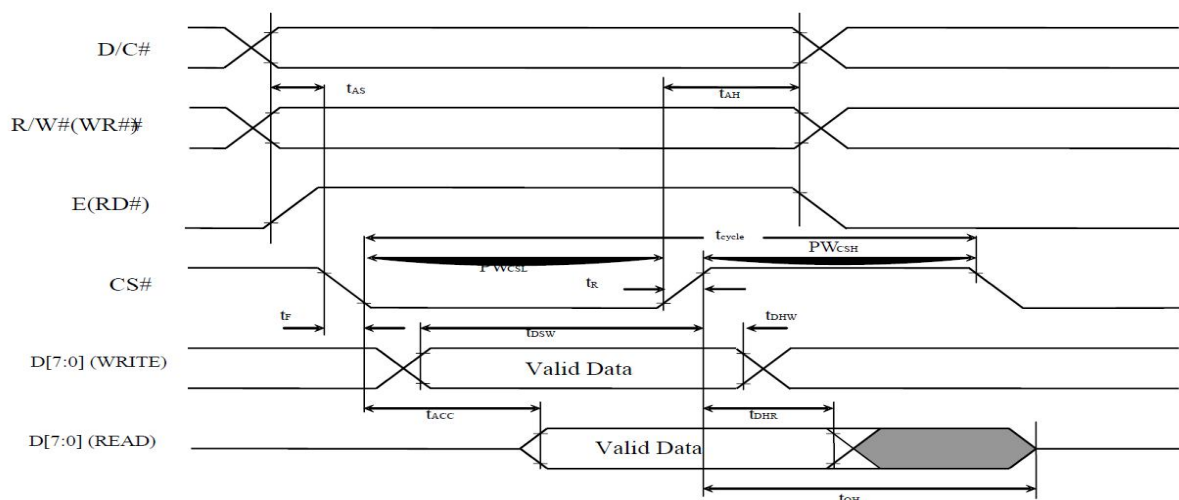 D/C#
tAS
tAH
R/W#(WR#)#
E(RD#)
tcycle
PWCSL
PWCSH
CS#
tR
tF
tDSW
tDHW
D[7:0] (WRITE)
Valid Data
tACC
tDHR
D[7:0] (READ)
Valid Data
tOH